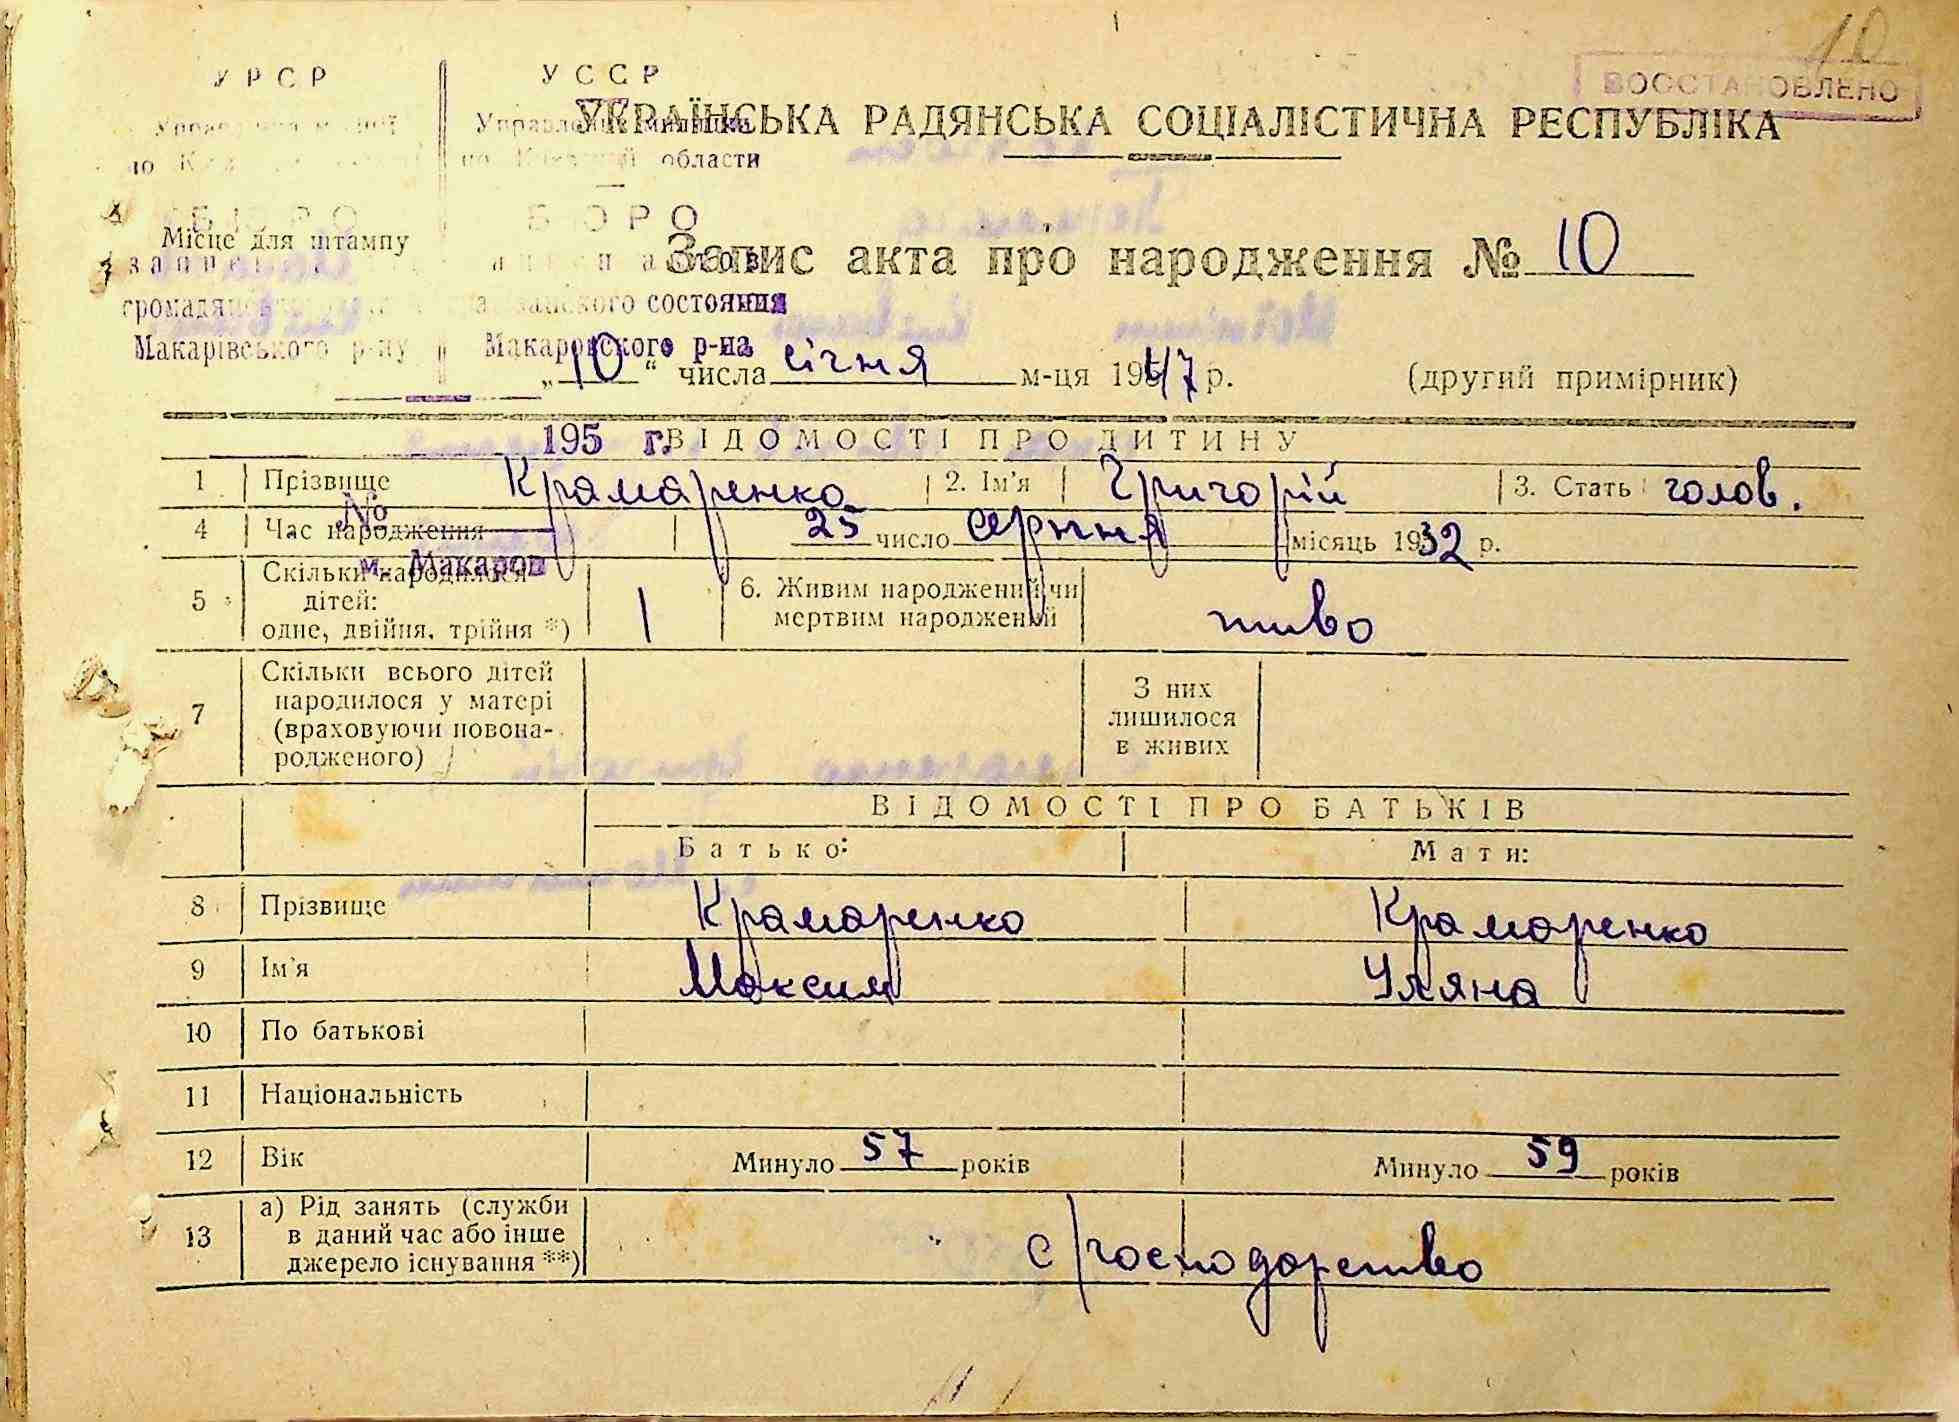 10
ВОССТАНОВЛЕНО
УРСР
УССР
УКРАЇНСЬКА РАДЯНСЬКА СОЦІАЛІСТИЧНА РЕСПУБЛІКА
по
области
БЮРО
БЮРО
Місце для штампу
Запис акта про народження № 10
состояния
Макарівського р-ну
Макаровского р-на
„10“ числа січня м-ця 1947 р.
(другий примірник)
195 г.
ВІДОМОСТІ ПРО ДИТИНУ
1 Прізвище Крамаренко 2. Ім'я Григорій 3. Стать чолов.
№
4 Час народження 25 число серпня місяць 1932 р.
м. Макаров
5 Скільки народилося дітей: одне, двійня, трійня *) 1 6. Живим народжений чи мертвим народжений живо
7 Скільки всього дітей народилося у матері (враховуючи новонародженого) З них лишилося в живих
ВІДОМОСТІ ПРО БАТЬКІВ
Батько: Мати:
8 Прізвище Крамаренко Крамаренко
9 Ім'я Максим Уляна
10 По батькові
11 Національність
12 Вік Минуло 57 років Минуло 59 років
13 а) Рід занять (служби в даний час або інше джерело існування **) с/господарство